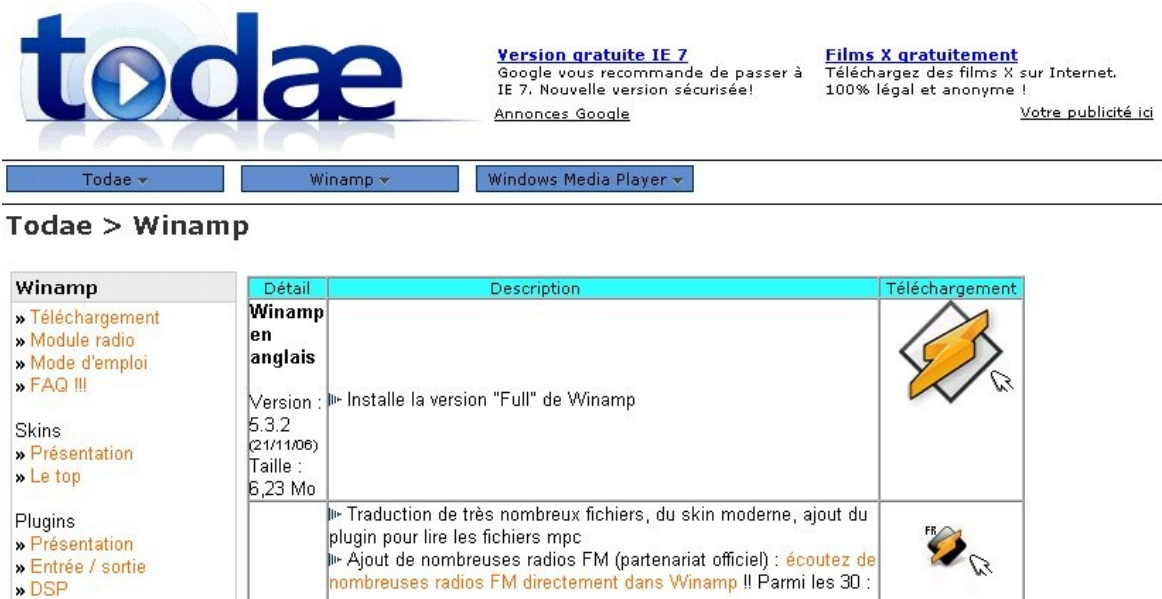 todae
Version gratuite IE 7
Google vous recommande de passer à
IE 7. Nouvelle version sécurisée!
Annonces Google
Films X gratuitement
Téléchargez des films X sur Internet.
100% légal et anonyme !
Votre publicité ici
Todae
Winamp
Windows Media Player
Todae > Winamp
Winamp
» Téléchargement
» Module radio
» Mode d'emploi
» FAQ !!!
Skins
» Présentation
» Le top
Plugins
» Présentation
» Entrée / sortie
» DSP
Détail
Description
Téléchargement
Winamp
en
anglais
Version :
5.3.2
(21/11/06)
Taille :
6,23 Mo
Installe la version "Full" de Winamp
Traduction de très nombreux fichiers, du skin moderne, ajout du
plugin pour lire les fichiers mpc
Ajout de nombreuses radios FM (partenariat officiel) : écoutez de
nombreuses radios FM directement dans Winamp !! Parmi les 30 :
FR